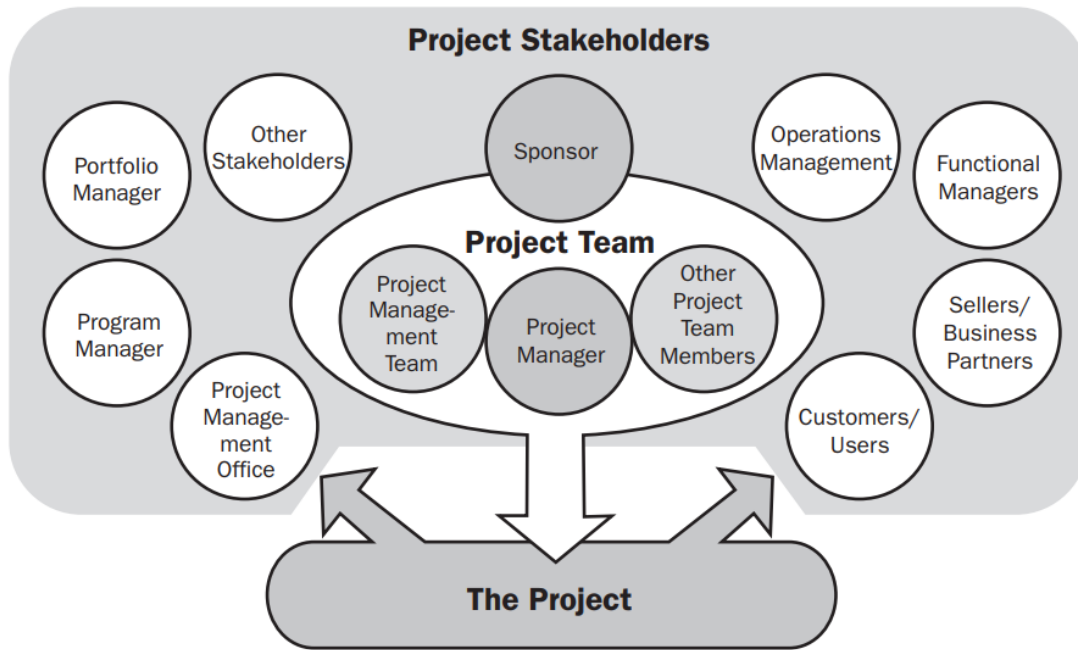 Project Stakeholders
Portfolio
Manager
Other
Stakeholders
Sponsor
Operations
Management
Functional
Managers
Project Team
Program
Manager
Project
Manage-
ment
Team
Project
Manager
Other
Project
Team
Members
Sellers/
Business
Partners
Project
Manage-
ment
Office
Customers/
Users
The Project